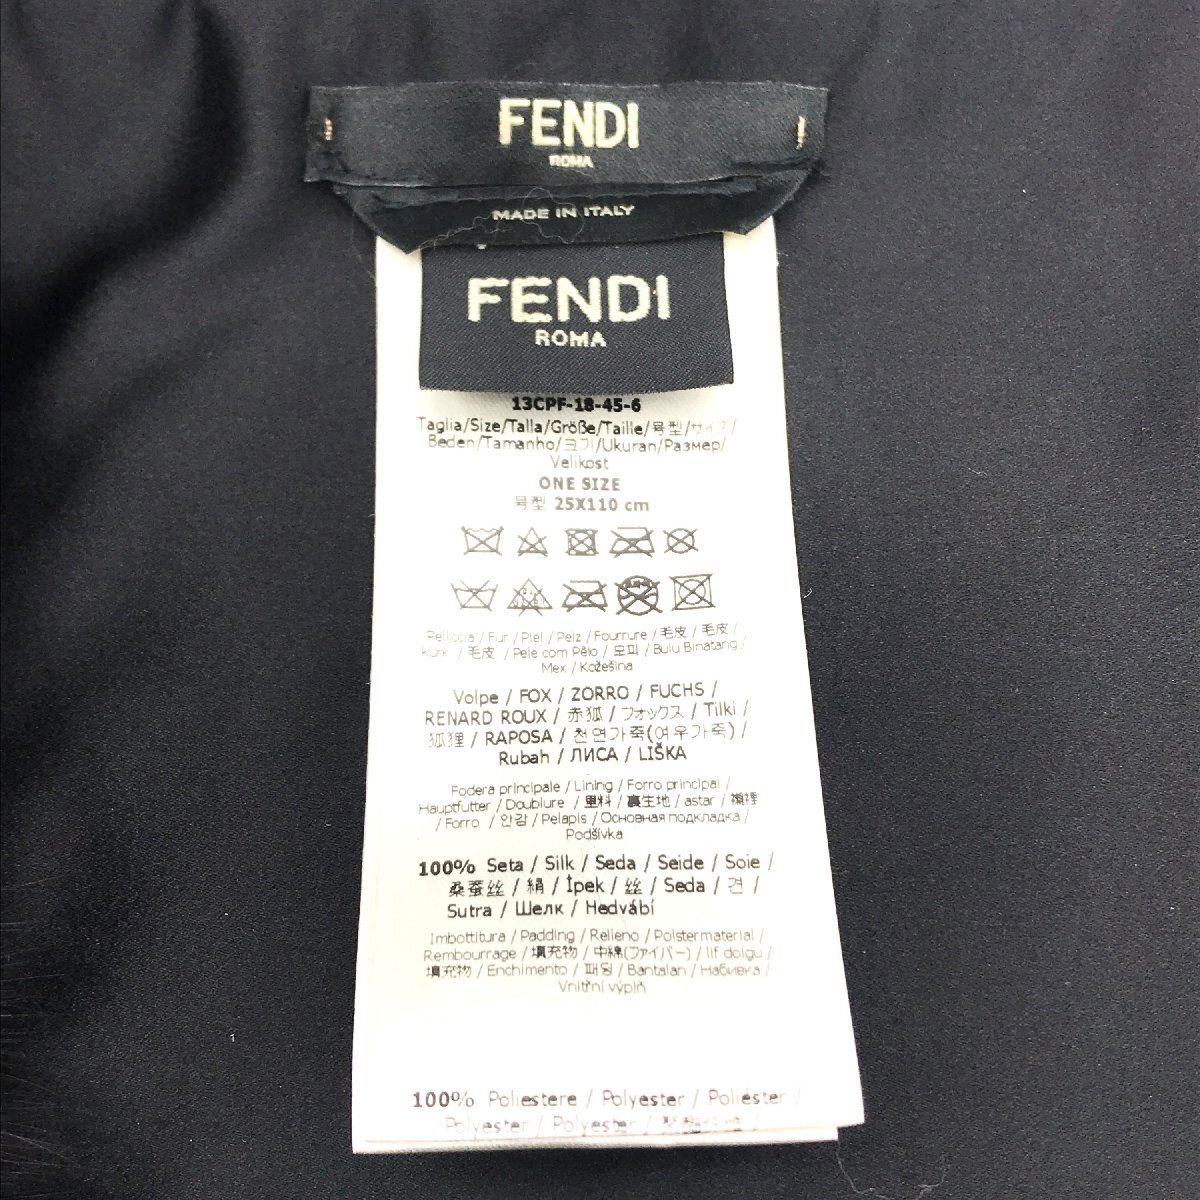 FENDI
ROMA
MADE IN ITALY
FENDI
ROMA
13CPF-18-45-6
Taglia/Size/Talla/Größe/Taille/号型/サイズ/
Beden/Tamanho/크기/Ukuran/Размер/
Velikost
ONE SIZE
号型 25X110 cm
Pelliccia / Fur / Piel / Pelz / Fourrure / 毛皮 / 毛皮 /
Kürk / 毛皮 / Pele com Pêlo / 모피 / Bulu Binatang /
Mex / Kožešina
Volpe / FOX / ZORRO / FUCHS /
RENARD ROUX / 赤狐 / フォックス / Tilki /
狐狸 / RAPOSA / 천연가죽(여우가죽) /
Rubah / ЛИСА / LIŠKA
Fodera principale / Lining / Forro principal /
Hauptfutter / Doublure / 里料 / 裏生地 / astar / 襯裡
/ Forro / 안감 / Pelapis / Основная подкладка /
Podšívka
100% Seta / Silk / Seda / Seide / Soie /
桑蚕丝 / 絹 / İpek / 丝 / Seda / 견 /
Sutra / Шелк / Hedvábí
Imbottitura / Padding / Relleno / Polstermaterial /
Rembourrage / 填充物 / 中綿(ファイバー) / lif dolgu /
填充物 / Enchimento / 패딩 / Bantalan / Набивка /
Vnitřní výplň
100% Poliestere / Polyester / Poliéster /
Polyester / Polyester /